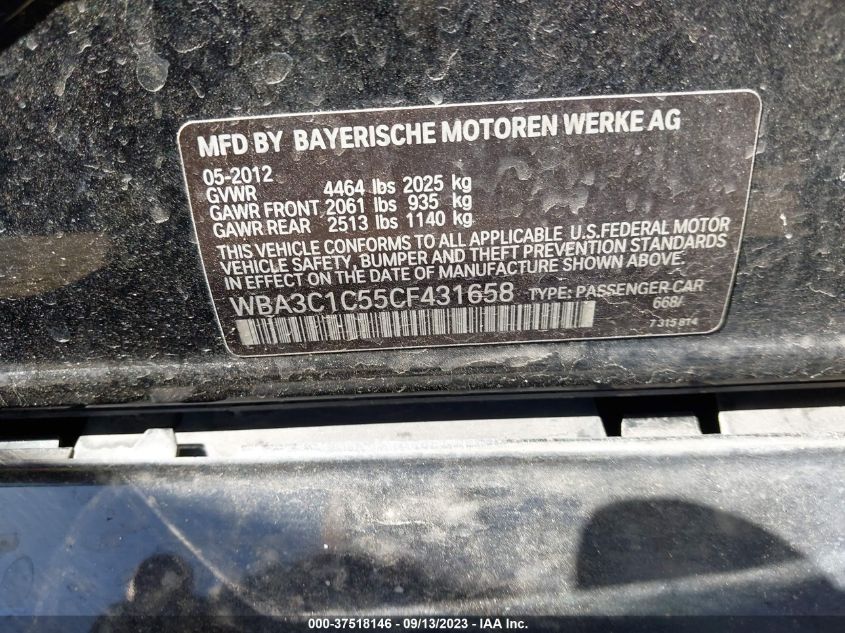 MFD BY BAYERISCHE MOTOREN WERKE AG
05-2012
GVWR 4464 lbs 2025 kg
GAWR FRONT 2061 lbs 935 kg
GAWR REAR 2513 lbs 1140 kg
THIS VEHICLE CONFORMS TO ALL APPLICABLE U.S.FEDERAL MOTOR
VEHICLE SAFETY, BUMPER AND THEFT PREVENTION STANDARDS
IN EFFECT ON THE DATE OF MANUFACTURE SHOWN ABOVE.
WBA3C1C55CF431658 TYPE: PASSENGER CAR
668/
7 315 814
000-37518146 - 09/13/2023 - IAAI.COM